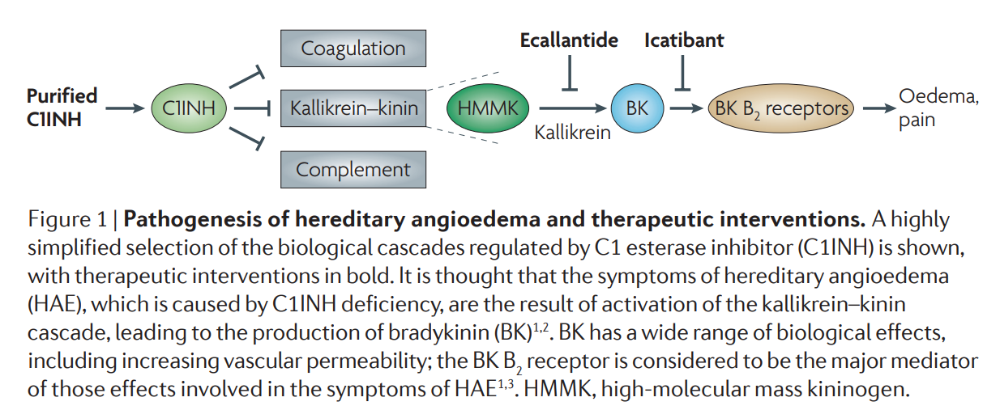 Coagulation
Ecallantide
Icatibant
Purified
C1INH
C1INH
Kallikrein–kinin
HMMK
Kallikrein
BK
BK B₂ receptors
Oedema,
pain
Complement
Figure 1 | Pathogenesis of hereditary angioedema and therapeutic interventions. A highly
simplified selection of the biological cascades regulated by C1 esterase inhibitor (C1INH) is shown,
with therapeutic interventions in bold. It is thought that the symptoms of hereditary angioedema
(HAE), which is caused by C1INH deficiency, are the result of activation of the kallikrein–kinin
cascade, leading to the production of bradykinin (BK)¹,². BK has a wide range of biological effects,
including increasing vascular permeability; the BK B₂ receptor is considered to be the major mediator
of those effects involved in the symptoms of HAE¹,³. HMMK, high-molecular mass kininogen.